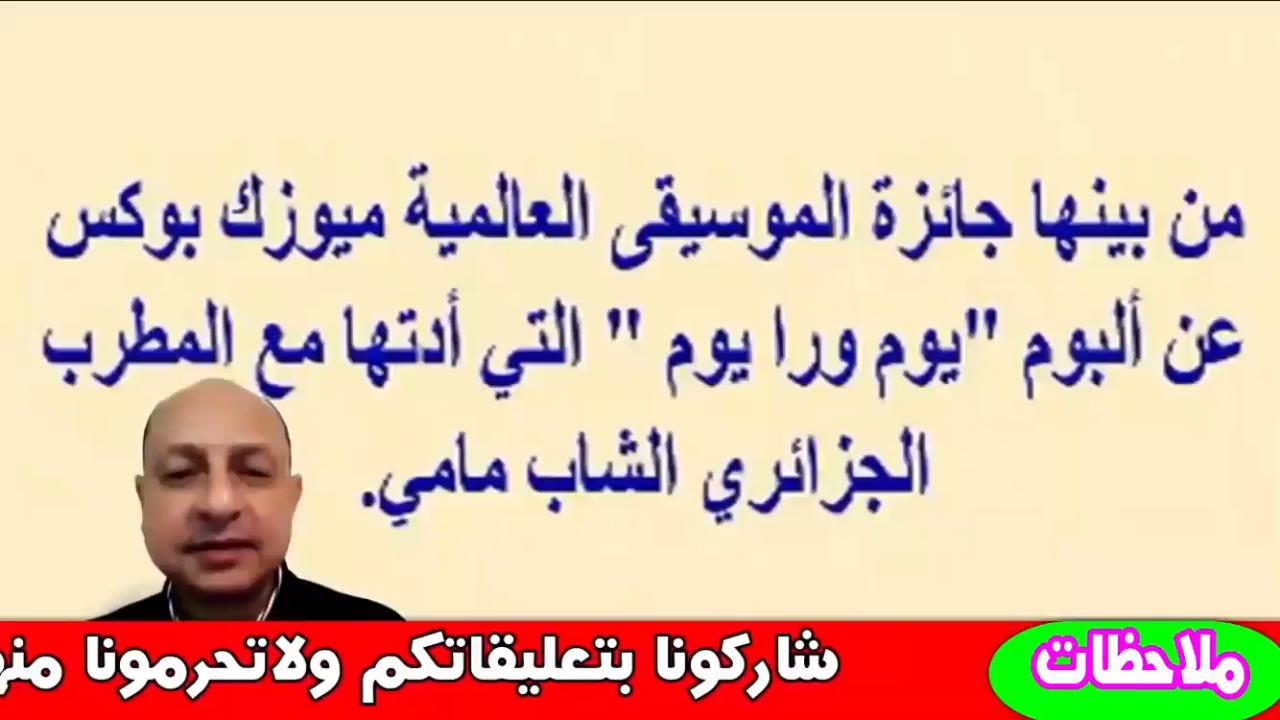 من بينها جائزة الموسيقى العالمية ميوزك بوكس
عن ألبوم "يوم ورا يوم " التي أدتها مع المطرب
الجزائري الشاب مامي.
ملاحظات
شاركونا بتعليقاتكم ولاتحرمونا